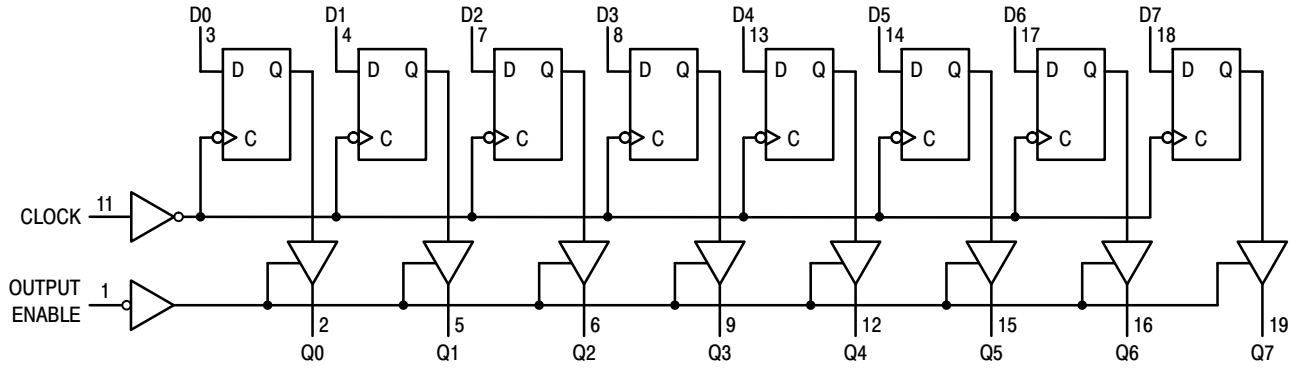 D0 D1 D2 D3 D4 D5 D6 D7
3 4 7 8 13 14 17 18
D Q D Q D Q D Q D Q D Q D Q D Q
C C C C C C C C
CLOCK 11
OUTPUT
ENABLE 1
2 5 6 9 12 15 16 19
Q0 Q1 Q2 Q3 Q4 Q5 Q6 Q7